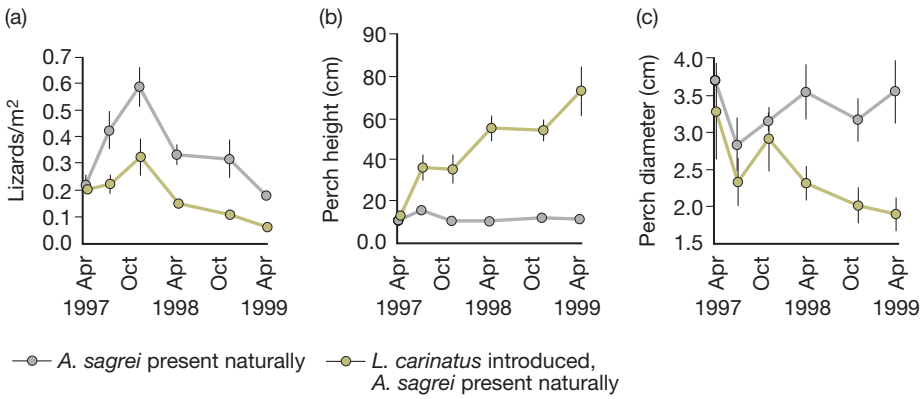 (a)
Lizards/m²
0.7
0.6
0.5
0.4
0.3
0.2
0.1
0.0
Apr
Oct
Apr
Oct
Apr
1997
1998
1999
(b)
Perch height (cm)
90
80
60
40
20
0.0
Apr
Oct
Apr
Oct
Apr
1997
1998
1999
(c)
Perch diameter (cm)
4.0
3.5
3.0
2.5
2.0
1.5
Apr
Oct
Apr
Oct
Apr
1997
1998
1999
A. sagrei present naturally
L. carinatus introduced,
A. sagrei present naturally